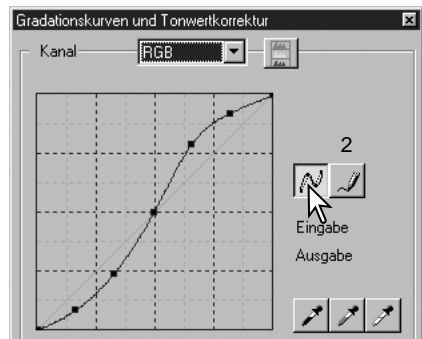 Gradationskurven und Tonwertkorrektur
Kanal RGB
2
Eingabe
Ausgabe